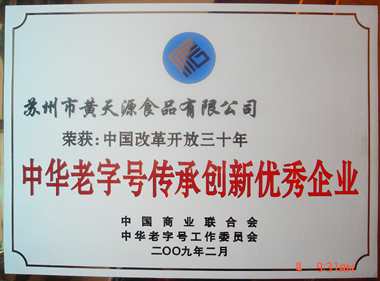 苏州市黄天源食品有限公司
荣获:中国改革开放三十年
中华老字号传承创新优秀企业
中国商业联合会
中华老字号工作委员会
二〇〇九年二月